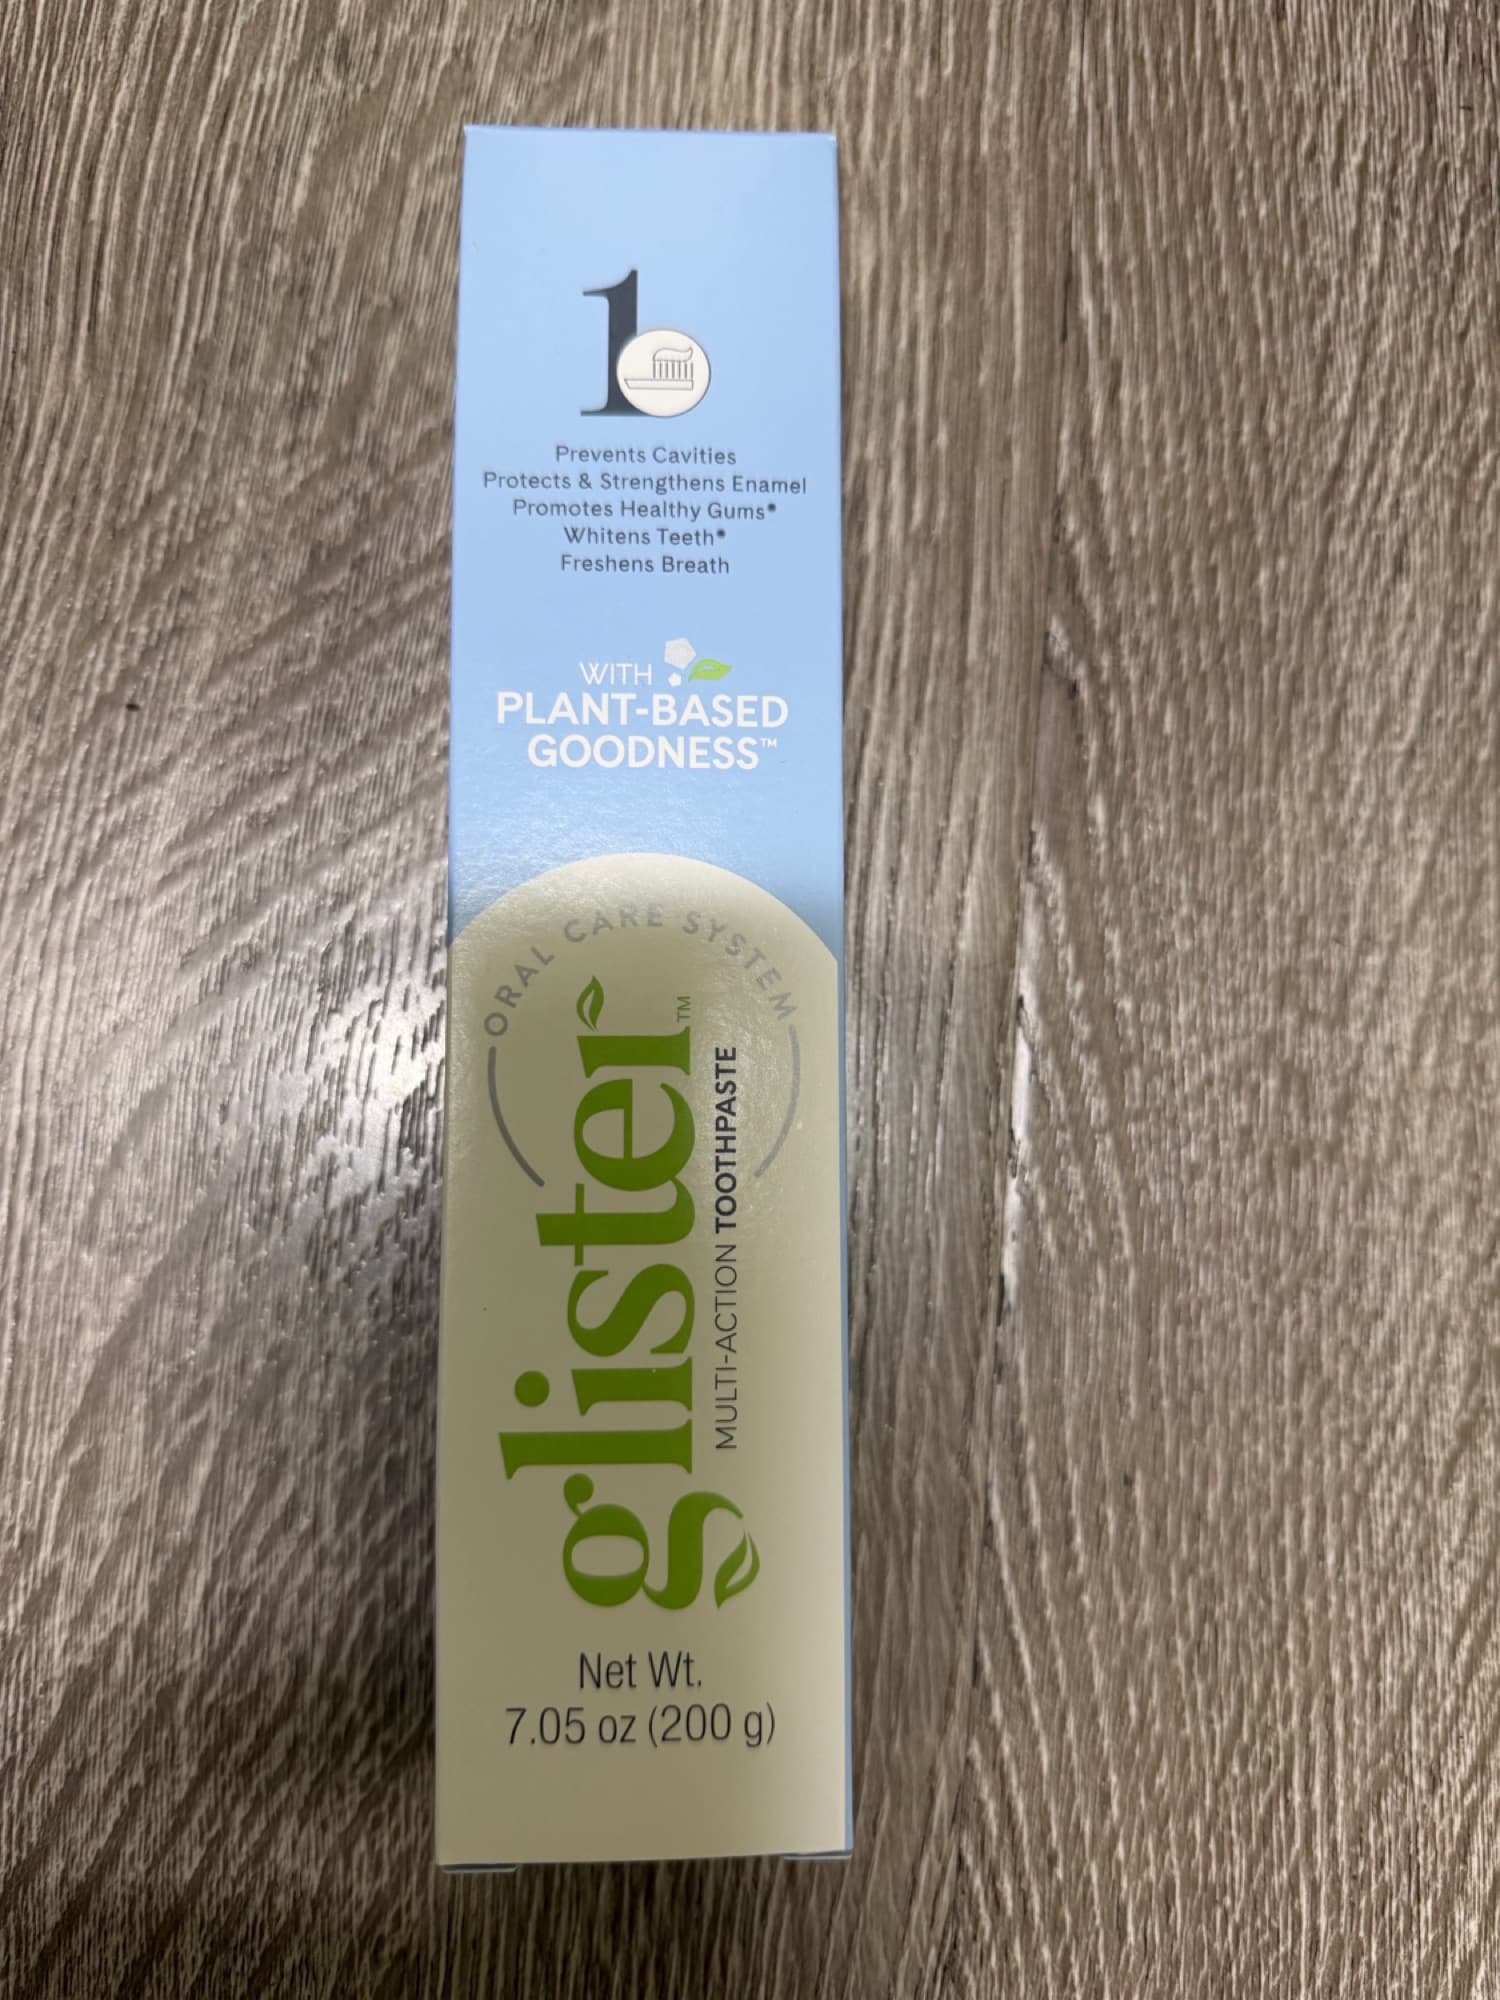 1
Prevents Cavities
Protects & Strengthens Enamel
Promotes Healthy Gums*
Whitens Teeth*
Freshens Breath
WITH
PLANT-BASED
GOODNESS™
ORAL CARE SYSTEM
glister™
MULTI-ACTION TOOTHPASTE
Net Wt.
7.05 oz (200 g)